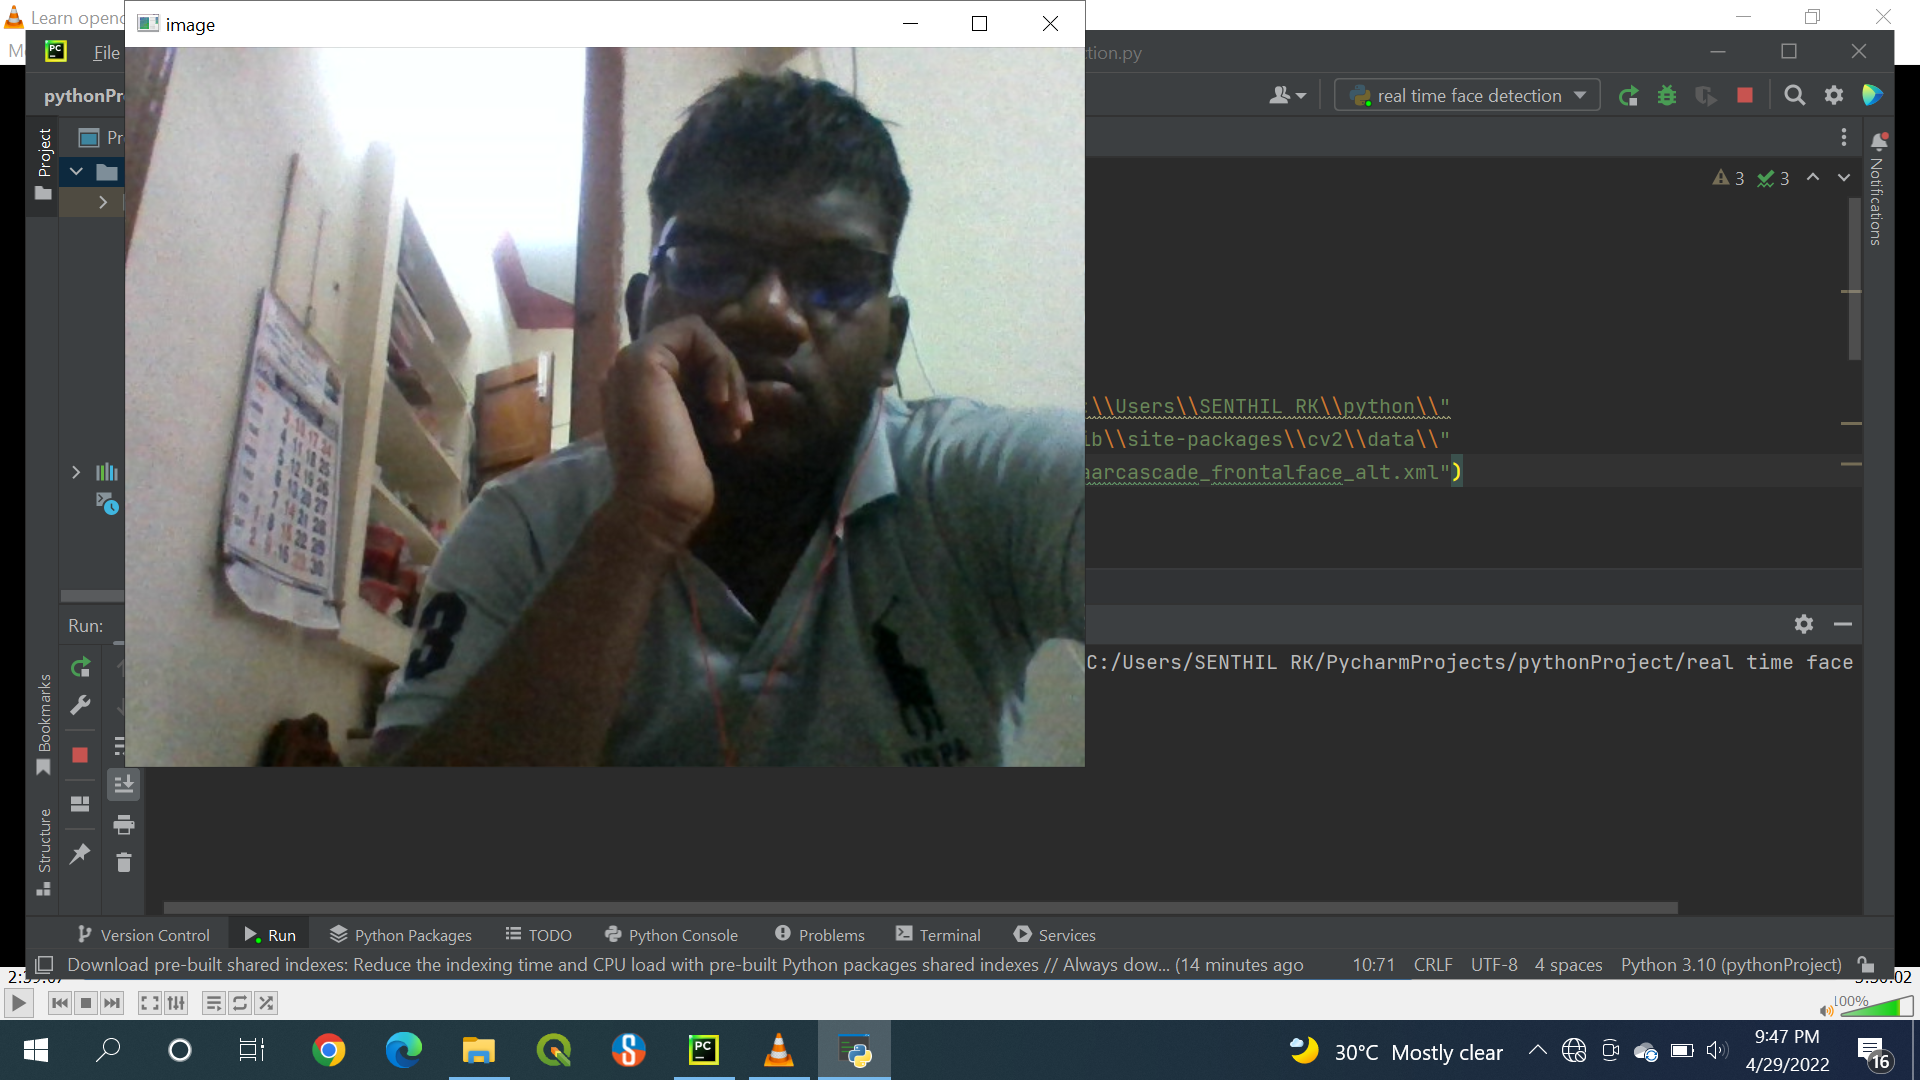 Learn openc
image
File
tion.py
pythonPr
real time face detection
Project
Pr
3 3
Notifications
\\Users\\SENTHIL RK\\python\\"
ib\\site-packages\\cv2\\data\\"
aarcascade_frontalface_alt.xml")
3
Run:
C:/Users/SENTHIL RK/PycharmProjects/pythonProject/real time face
Bookmarks
Structure
Version Control
Run
Python Packages
TODO
Python Console
Problems
Terminal
Services
Download pre-built shared indexes: Reduce the indexing time and CPU load with pre-built Python packages shared indexes // Always dow... (14 minutes ago
10:71 CRLF UTF-8 4 spaces Python 3.10 (pythonProject)
100%
30°C Mostly clear
9:47 PM
4/29/2022
16